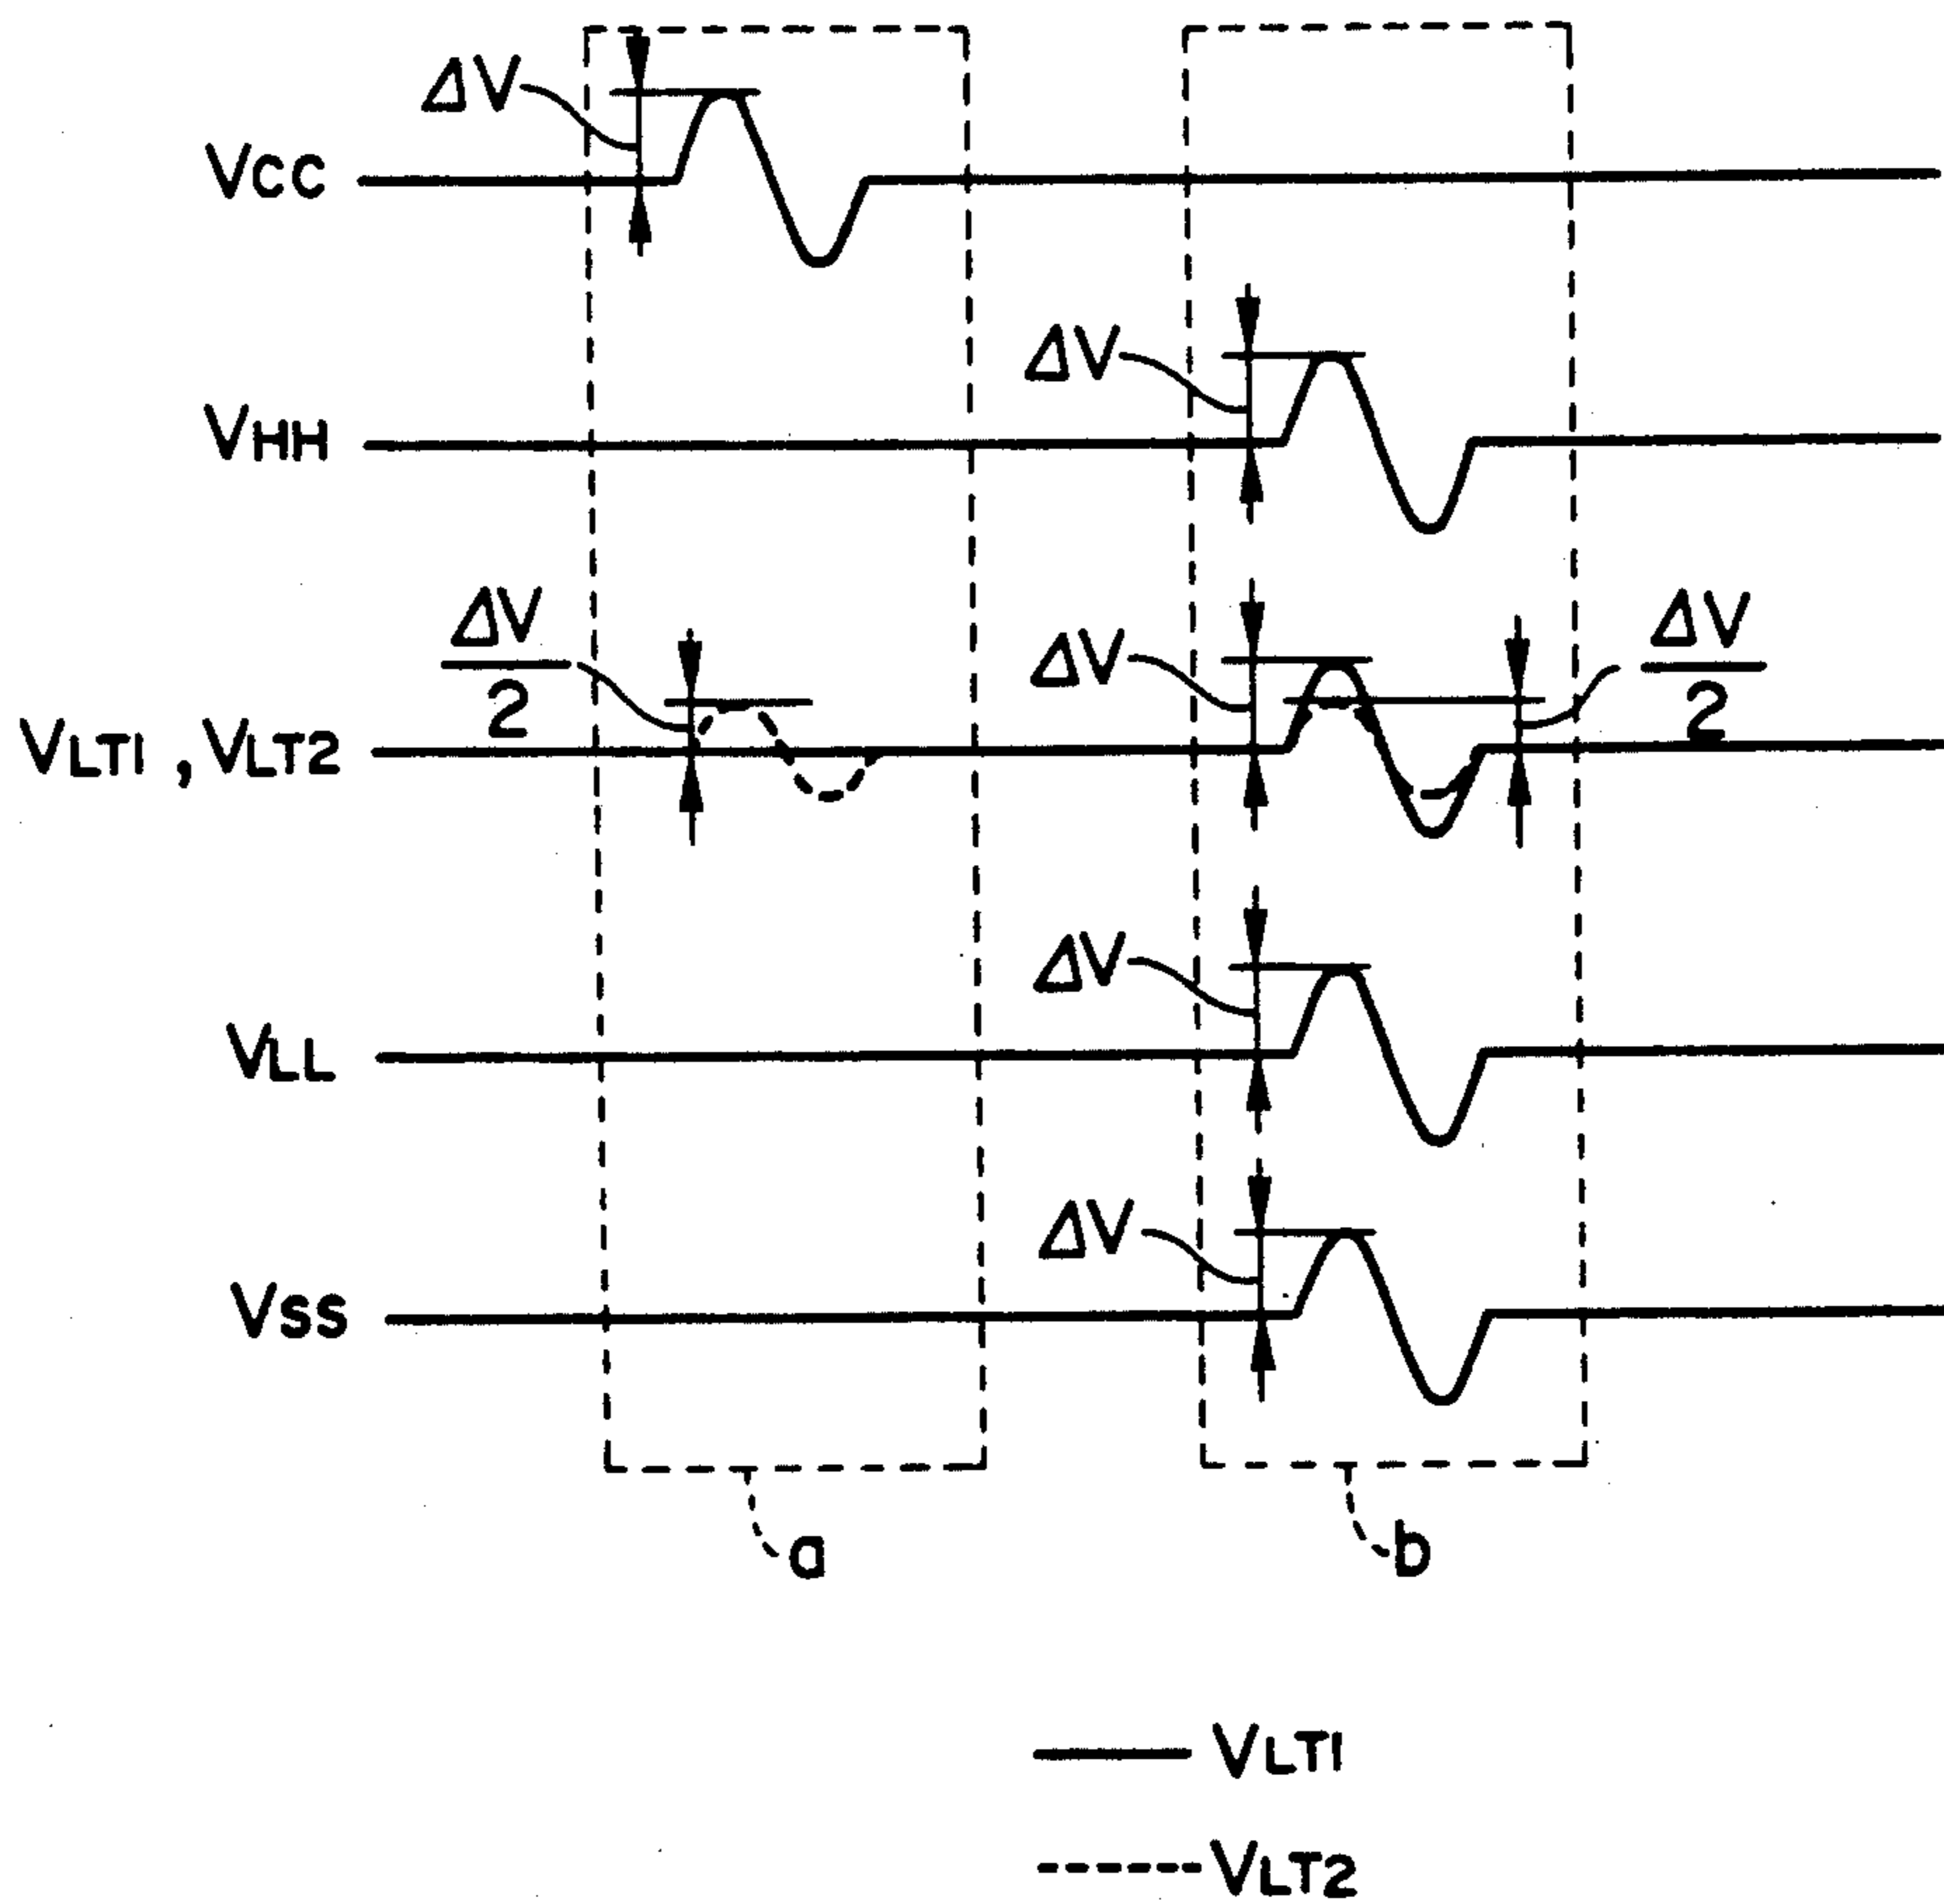 ΔV
VCC
ΔV
VHH
ΔV
2
ΔV
ΔV
2
VLT1 , VLT2
ΔV
VLL
ΔV
VSS
a
b
VLT1
VLT2